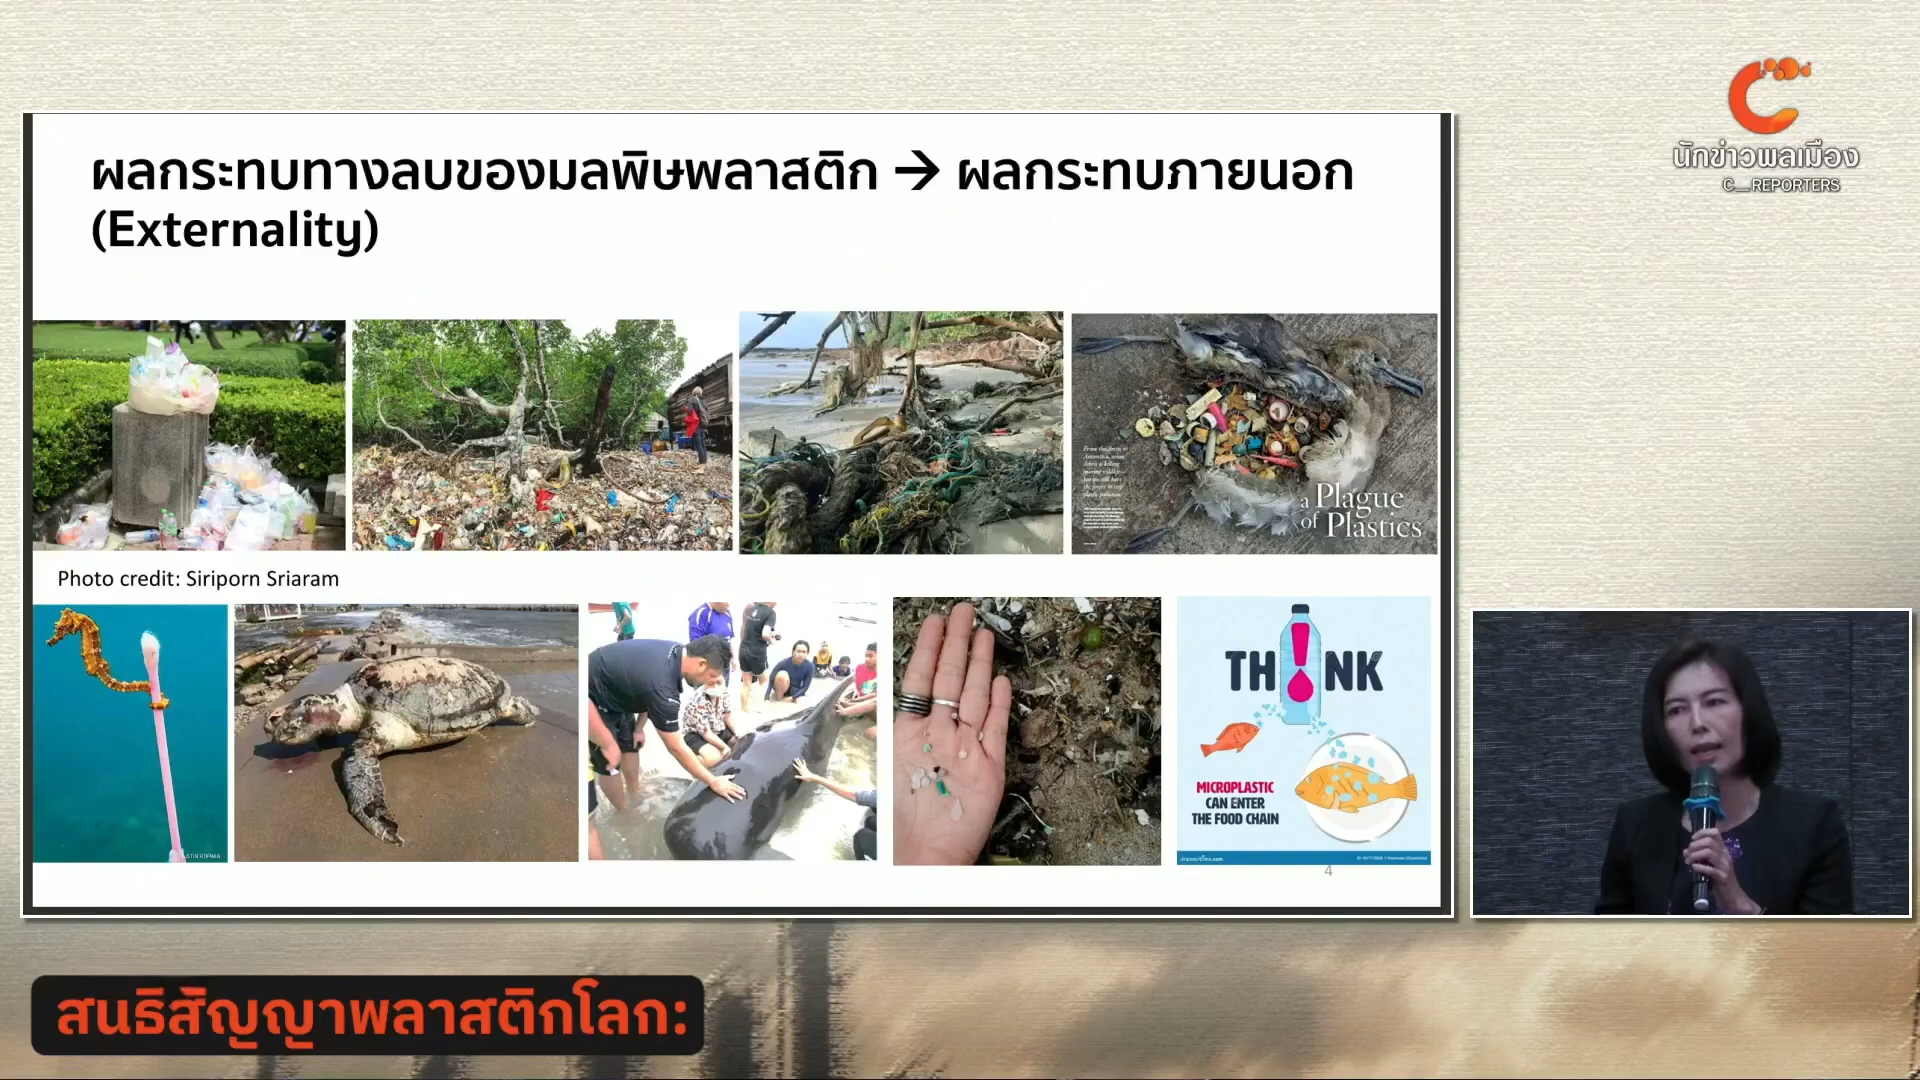 นักข่าวพลเมือง
C__REPORTERS
ผลกระทบทางลบของมลพิษพลาสติก → ผลกระทบภายนอก
(Externality)
a Plague
of Plastics
Photo credit: Siriporn Sriaram
TH!NK
MICROPLASTIC
CAN ENTER
THE FOOD CHAIN
dreamstime.com
4
สนธิสัญญาพลาสติกโลก: